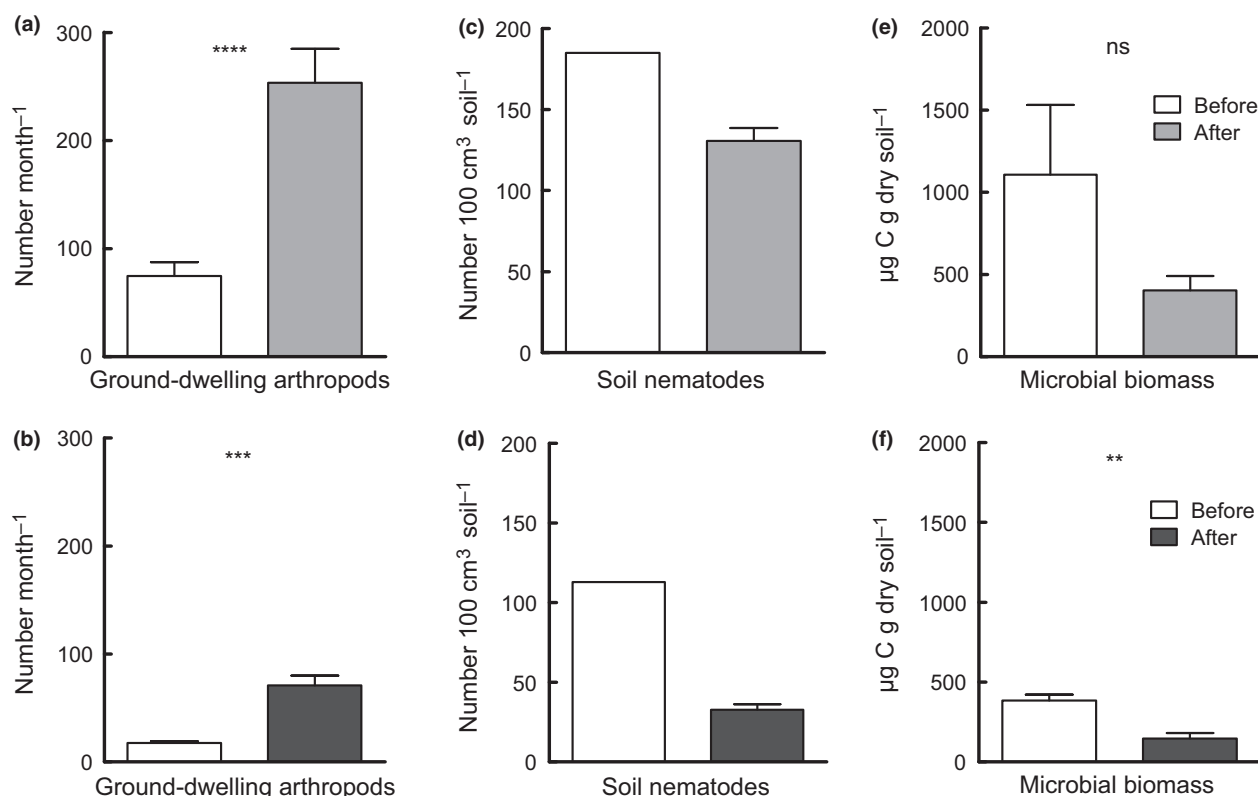 (a)
300
200
100
0
Number month⁻¹
****
Ground-dwelling arthropods
(c)
200
150
100
50
0
Number 100 cm³ soil⁻¹
Soil nematodes
(e)
2000
1500
1000
500
0
µg C g dry soil⁻¹
ns
Before
After
Microbial biomass
(b)
300
200
100
0
Number month⁻¹
***
Ground-dwelling arthropods
(d)
200
150
100
50
0
Number 100 cm³ soil⁻¹
Soil nematodes
(f)
2000
1500
1000
500
0
µg C g dry soil⁻¹
**
Before
After
Microbial biomass